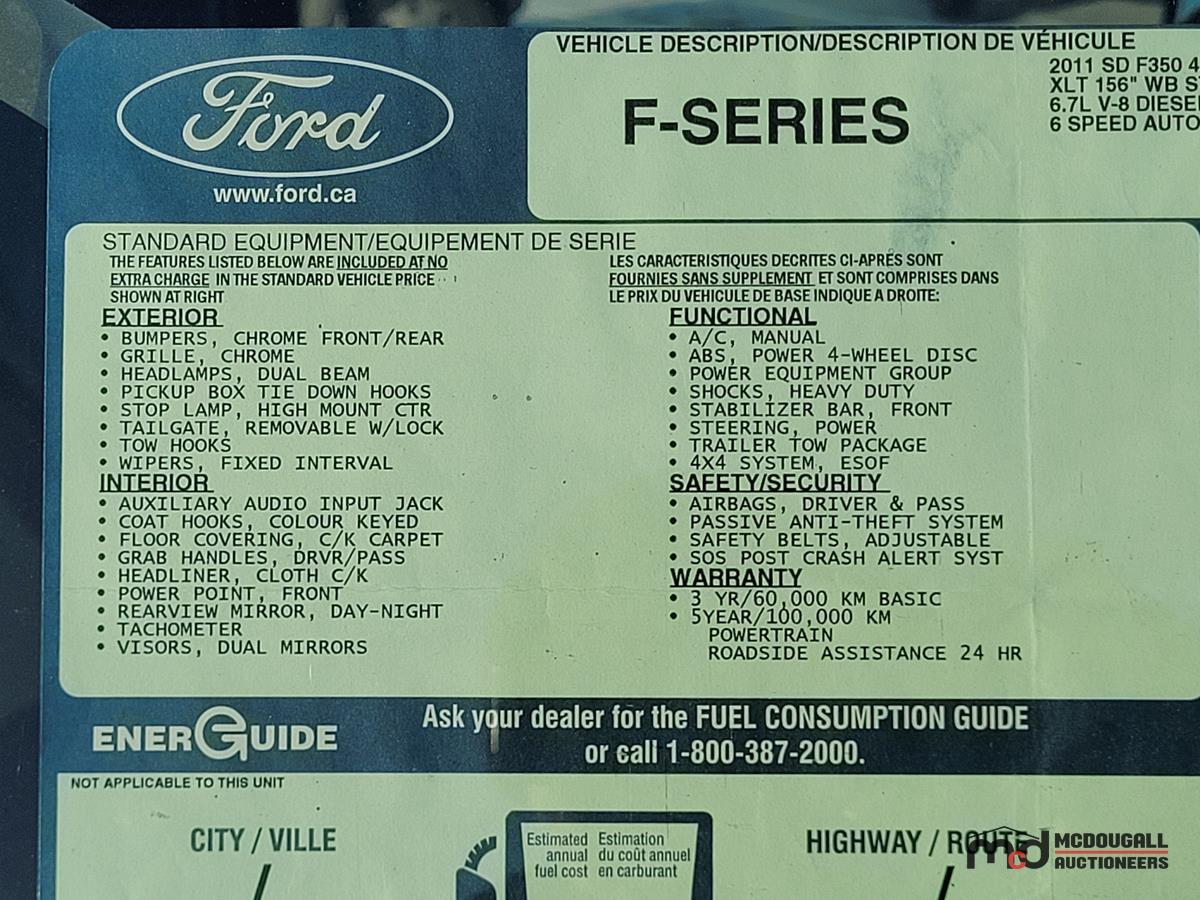 Ford
www.ford.ca
VEHICLE DESCRIPTION/DESCRIPTION DE VÉHICULE
F-SERIES
2011 SD F350 4
XLT 156" WB S
6.7L V-8 DIESE
6 SPEED AUTO
STANDARD EQUIPMENT/EQUIPEMENT DE SERIE
THE FEATURES LISTED BELOW ARE INCLUDED AT NO
EXTRA CHARGE IN THE STANDARD VEHICLE PRICE
SHOWN AT RIGHT
EXTERIOR
• BUMPERS, CHROME FRONT/REAR
• GRILLE, CHROME
• HEADLAMPS, DUAL BEAM
• PICKUP BOX TIE DOWN HOOKS
• STOP LAMP, HIGH MOUNT CTR
• TAILGATE, REMOVABLE W/LOCK
• TOW HOOKS
• WIPERS, FIXED INTERVAL
INTERIOR
• AUXILIARY AUDIO INPUT JACK
• COAT HOOKS, COLOUR KEYED
• FLOOR COVERING, C/K CARPET
• GRAB HANDLES, DRVR/PASS
• HEADLINER, CLOTH C/K
• POWER POINT, FRONT
• REARVIEW MIRROR, DAY-NIGHT
• TACHOMETER
• VISORS, DUAL MIRRORS
LES CARACTERISTIQUES DECRITES CI-APRÉS SONT
FOURNIES SANS SUPPLEMENT ET SONT COMPRISES DANS
LE PRIX DU VEHICULE DE BASE INDIQUE A DROITE:
FUNCTIONAL
• A/C, MANUAL
• ABS, POWER 4-WHEEL DISC
• POWER EQUIPMENT GROUP
• SHOCKS, HEAVY DUTY
• STABILIZER BAR, FRONT
• STEERING, POWER
• TRAILER TOW PACKAGE
• 4X4 SYSTEM, ESOF
SAFETY/SECURITY
• AIRBAGS, DRIVER & PASS
• PASSIVE ANTI-THEFT SYSTEM
• SAFETY BELTS, ADJUSTABLE
• SOS POST CRASH ALERT SYST
WARRANTY
• 3 YR/60,000 KM BASIC
• 5YEAR/100,000 KM
POWERTRAIN
ROADSIDE ASSISTANCE 24 HR
ENERGUIDE
Ask your dealer for the FUEL CONSUMPTION GUIDE
or call 1-800-387-2000.
NOT APPLICABLE TO THIS UNIT
CITY / VILLE
Estimated
annual
fuel cost
Estimation
du coût annuel
en carburant
HIGHWAY / ROUTE
mcd MCDOUGALL
AUCTIONEERS